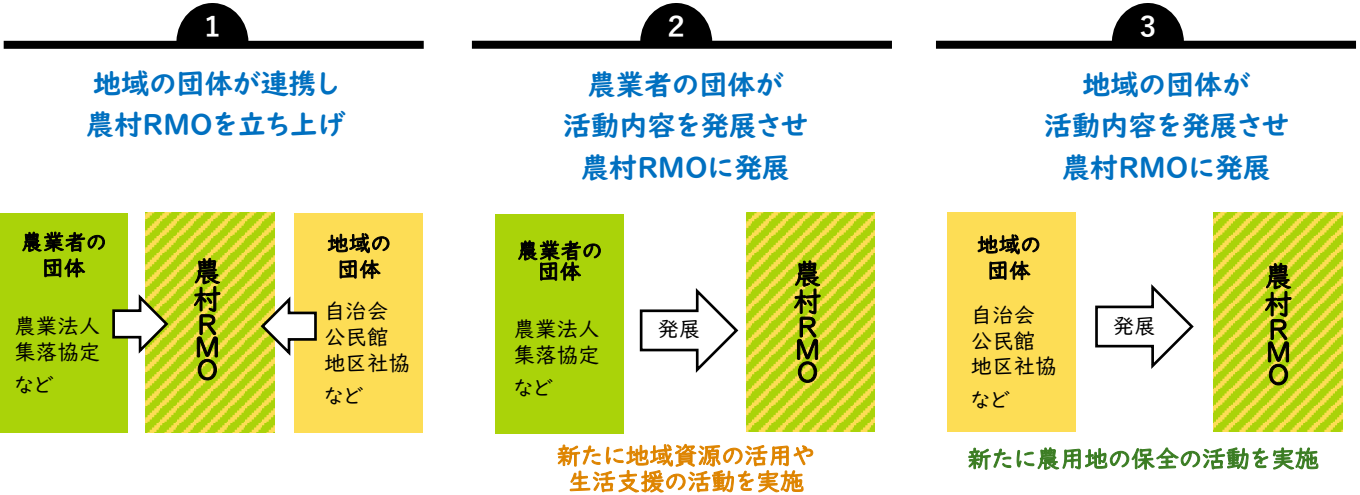 1
地域の団体が連携し
農村RMOを立ち上げ
農業者の
団体
農業法人
集落協定
など
農村RMO
地域の
団体
自治会
公民館
地区社協
など
2
農業者の団体が
活動内容を発展させ
農村RMOに発展
農業者の
団体
農業法人
集落協定
など
発展
農村RMO
新たに地域資源の活用や
生活支援の活動を実施
3
地域の団体が
活動内容を発展させ
農村RMOに発展
地域の
団体
自治会
公民館
地区社協
など
発展
農村RMO
新たに農用地の保全の活動を実施